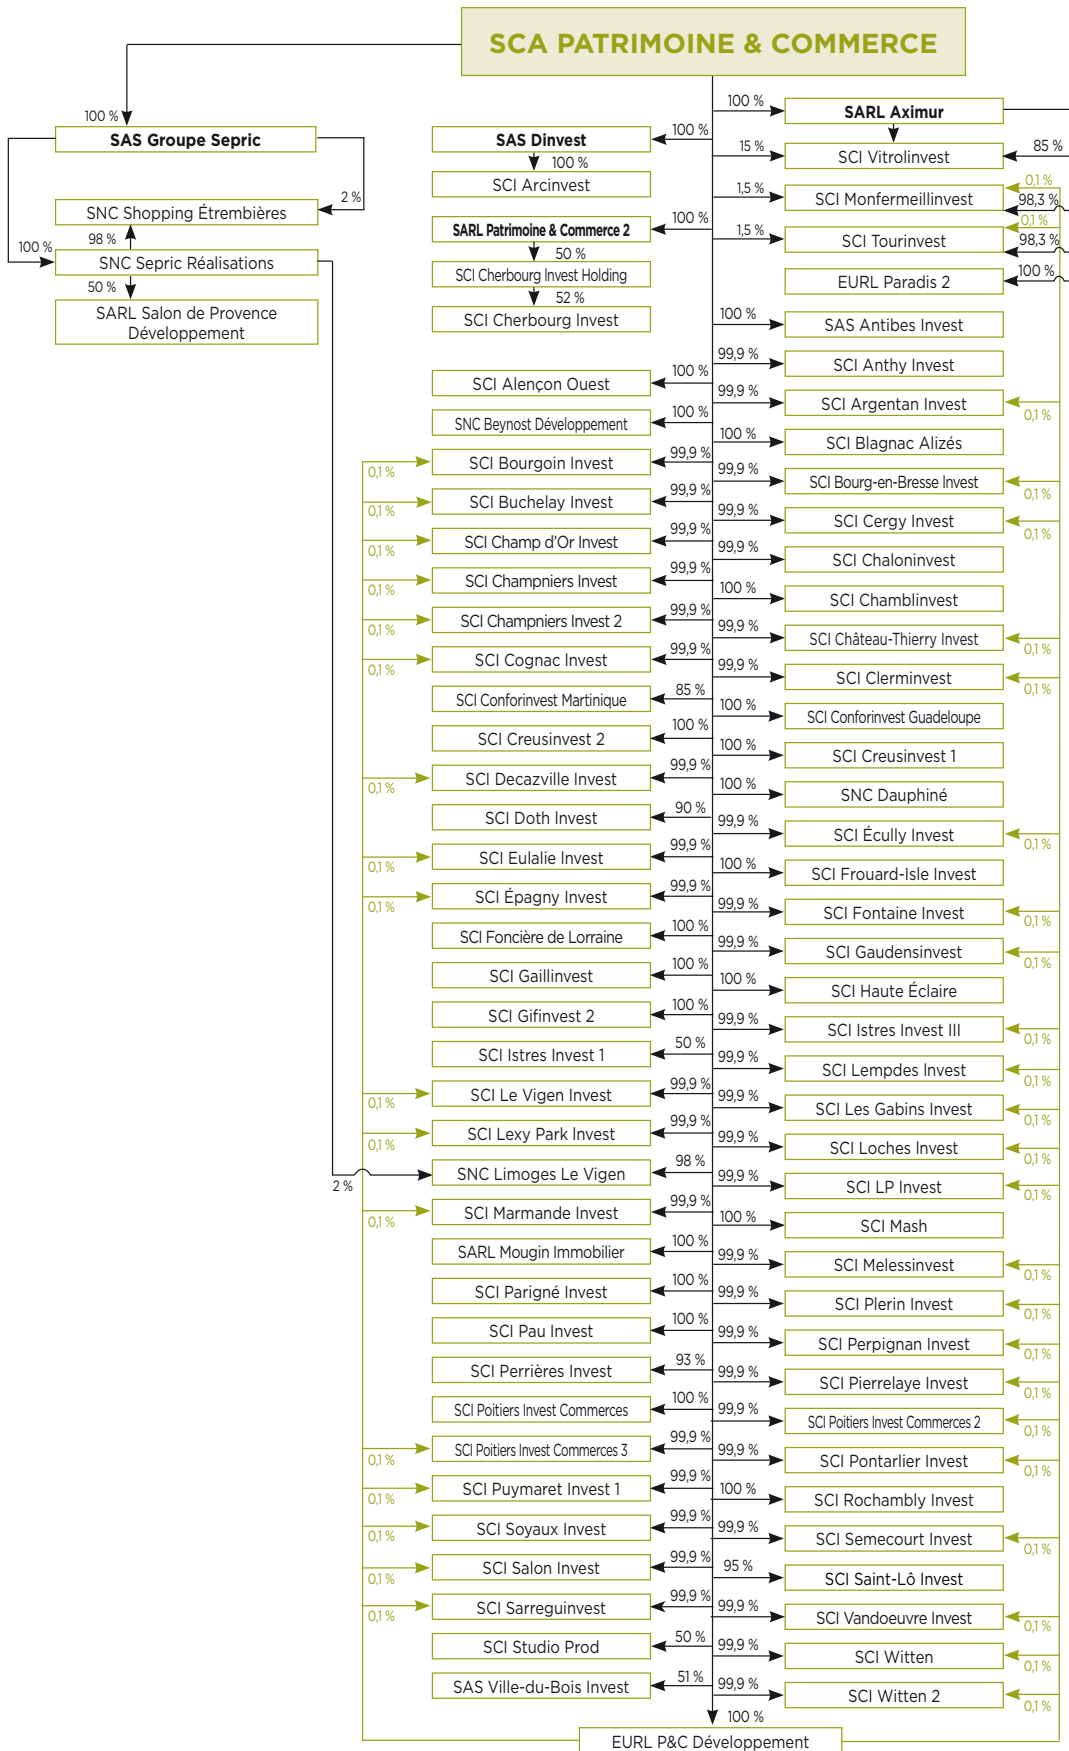 SCA PATRIMOINE & COMMERCE
100 %
SAS Groupe Sepric
2 %
SNC Shopping Étrembières
100 %
98 %
SNC Sepric Réalisations
50 %
SARL Salon de Provence
Développement
2 %
100 %
SAS Dinvest
100 %
SCI Arcinvest
100 %
SARL Patrimoine & Commerce 2
50 %
SCI Cherbourg Invest Holding
52 %
SCI Cherbourg Invest
100 %
SARL Aximur
15 %
SCI Vitrolinvest
85 %
1,5 %
SCI Monfermeillinvest
0,1 %
98,3 %
1,5 %
SCI Tourinvest
0,1 %
98,3 %
EURL Paradis 2
100 %
100 %
SAS Antibes Invest
99,9 %
SCI Anthy Invest
SCI Alençon Ouest
100 %
99,9 %
SCI Argentan Invest
0,1 %
SNC Beynost Développement
100 %
100 %
SCI Blagnac Alizés
0,1 %
SCI Bourgoin Invest
99,9 %
99,9 %
SCI Bourg-en-Bresse Invest
0,1 %
0,1 %
SCI Buchelay Invest
99,9 %
99,9 %
SCI Cergy Invest
0,1 %
0,1 %
SCI Champ d'Or Invest
99,9 %
99,9 %
SCI Chaloninvest
0,1 %
SCI Champniers Invest
99,9 %
100 %
SCI Chamblinvest
0,1 %
SCI Champniers Invest 2
99,9 %
99,9 %
SCI Château-Thierry Invest
0,1 %
0,1 %
SCI Cognac Invest
99,9 %
99,9 %
SCI Clerminvest
0,1 %
SCI Conforinvest Martinique
85 %
100 %
SCI Conforinvest Guadeloupe
SCI Creusinvest 2
100 %
100 %
SCI Creusinvest 1
0,1 %
SCI Decazville Invest
99,9 %
100 %
SNC Dauphiné
SCI Doth Invest
90 %
99,9 %
SCI Écully Invest
0,1 %
0,1 %
SCI Eulalie Invest
99,9 %
100 %
SCI Frouard-Isle Invest
0,1 %
SCI Épagny Invest
99,9 %
99,9 %
SCI Fontaine Invest
0,1 %
SCI Foncière de Lorraine
100 %
99,9 %
SCI Gaudensinvest
0,1 %
SCI Gaillinvest
100 %
100 %
SCI Haute Éclaire
SCI Gifinvest 2
100 %
99,9 %
SCI Istres Invest III
0,1 %
SCI Istres Invest 1
50 %
99,9 %
SCI Lempdes Invest
0,1 %
0,1 %
SCI Le Vigen Invest
99,9 %
99,9 %
SCI Les Gabins Invest
0,1 %
0,1 %
SCI Lexy Park Invest
99,9 %
99,9 %
SCI Loches Invest
0,1 %
SNC Limoges Le Vigen
98 %
99,9 %
SCI LP Invest
0,1 %
0,1 %
SCI Marmande Invest
99,9 %
100 %
SCI Mash
SARL Mougin Immobilier
100 %
99,9 %
SCI Melessinvest
0,1 %
SCI Parigné Invest
100 %
99,9 %
SCI Plerin Invest
0,1 %
SCI Pau Invest
100 %
99,9 %
SCI Perpignan Invest
0,1 %
SCI Perrières Invest
93 %
99,9 %
SCI Pierrelaye Invest
0,1 %
SCI Poitiers Invest Commerces
100 %
99,9 %
SCI Poitiers Invest Commerces 2
0,1 %
0,1 %
SCI Poitiers Invest Commerces 3
99,9 %
99,9 %
SCI Pontarlier Invest
0,1 %
0,1 %
SCI Puymaret Invest 1
99,9 %
100 %
SCI Rochambly Invest
0,1 %
SCI Soyaux Invest
99,9 %
99,9 %
SCI Semecourt Invest
0,1 %
0,1 %
SCI Salon Invest
99,9 %
95 %
SCI Saint-Lô Invest
0,1 %
SCI Sarreguinvest
99,9 %
99,9 %
SCI Vandoeuvre Invest
0,1 %
SCI Studio Prod
50 %
99,9 %
SCI Witten
0,1 %
SAS Ville-du-Bois Invest
51 %
99,9 %
SCI Witten 2
0,1 %
100 %
EURL P&C Développement